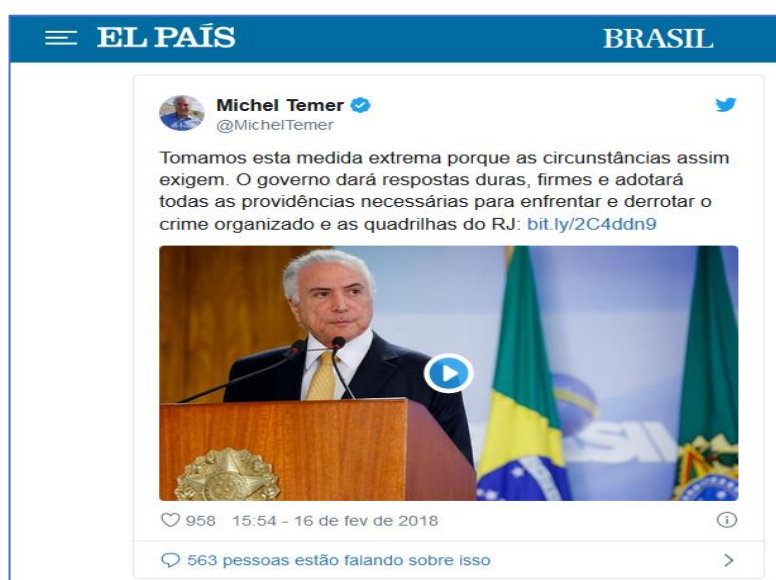 EL PAÍS BRASIL
Michel Temer
@MichelTemer
Tomamos esta medida extrema porque as circunstâncias assim
exigem. O governo dará respostas duras, firmes e adotará
todas as providências necessárias para enfrentar e derrotar o
crime organizado e as quadrilhas do RJ: bit.ly/2C4ddn9
958 15:54 - 16 de fev de 2018
563 pessoas estão falando sobre isso